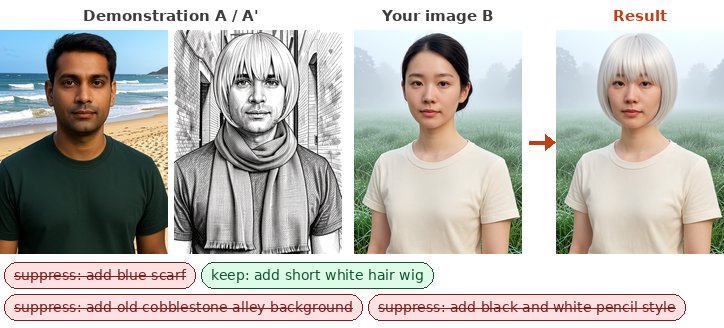 Demonstration A / A'
Your image B
Result
suppress: add blue scarf
keep: add short white hair wig
suppress: add old cobblestone alley background
suppress: add black and white pencil style